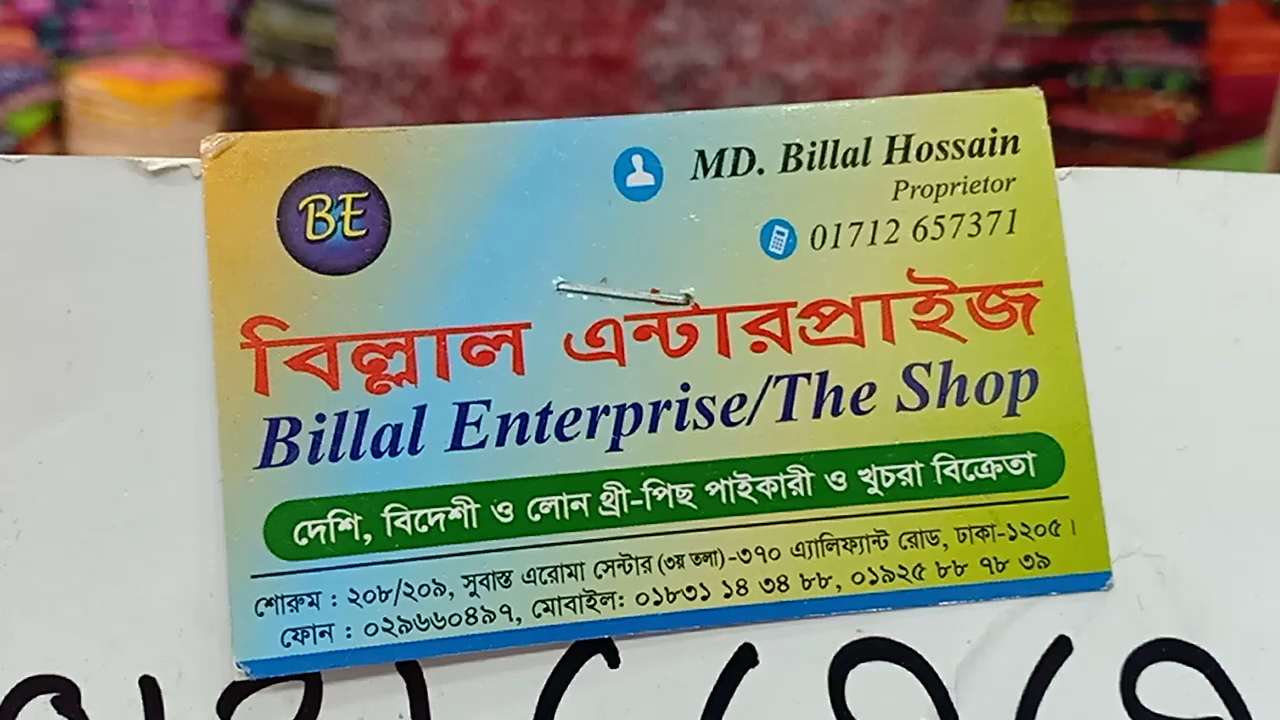 BE
MD. Billal Hossain
Proprietor
01712 657371
বিল্লাল এন্টারপ্রাইজ
Billal Enterprise/The Shop
দেশি, বিদেশী ও লোন থ্রী-পিছ পাইকারী ও খুচরা বিক্রেতা
শোরুম : ২০৮/২০৯, সুবাস্ত এরোমা সেন্টার (৩য় তলা)-৩৭০ এ্যালিফ্যান্ট রোড, ঢাকা-১২০৫।
ফোন : ০২৯৬৬০৪৯৭, মোবাইল: ০১৮৩১ ১৪ ৩৪ ৮৮, ০১৯২৫ ৮৮ ৭৮ ৩৯